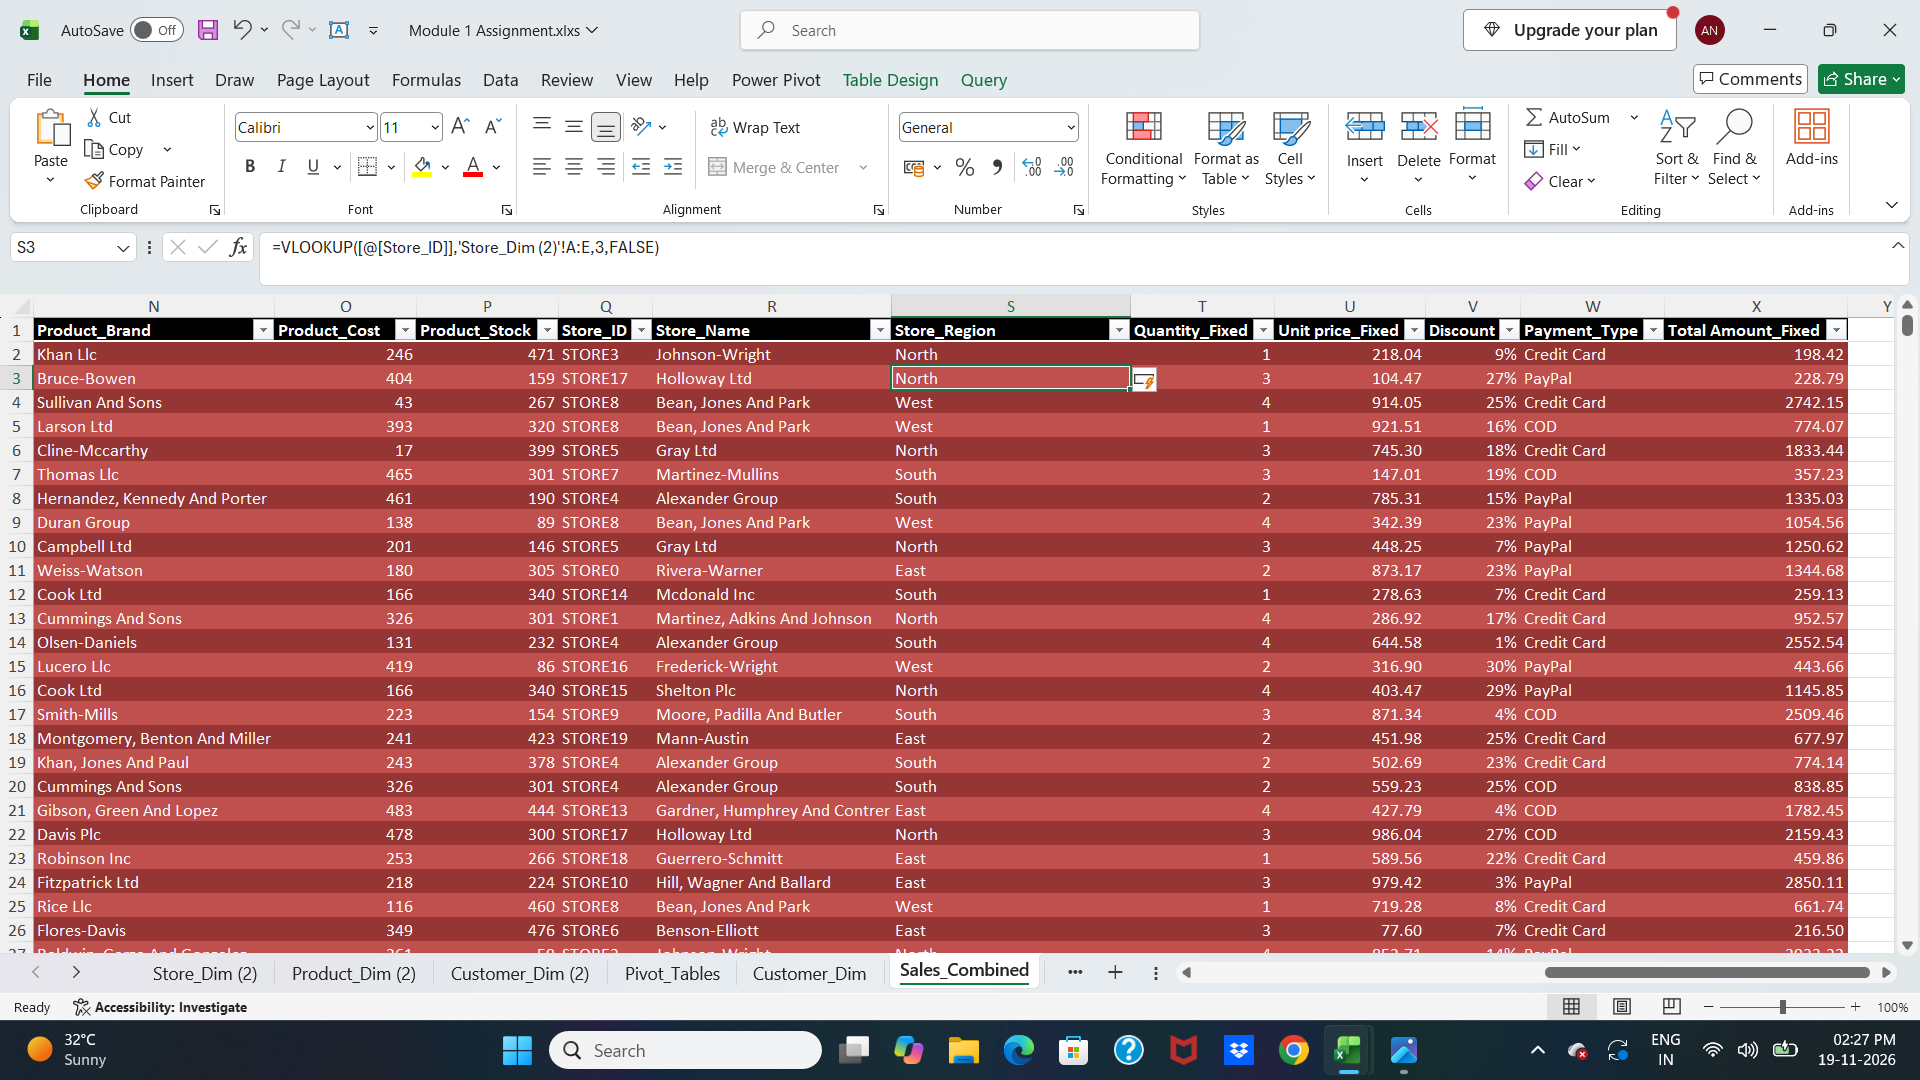 AutoSave Off Module 1 Assignment.xlxs Search Upgrade your plan AN
File Home Insert Draw Page Layout Formulas Data Review View Help Power Pivot Table Design Query Comments Share
Paste Cut Copy Format Painter Clipboard
Calibri 11 B I U A Font
ab Wrap Text Merge & Center Alignment
General % Number
Conditional Formatting Format as Table Cell Styles Styles
Insert Delete Format Cells
AutoSum Fill Clear Sort & Filter Find & Select Editing
Add-ins Add-ins
S3 fx =VLOOKUP([@[Store_ID]],'Store_Dim (2)'!A:E,3,FALSE)
N O P Q R S T U V W X Y
1 Product_Brand Product_Cost Product_Stock Store_ID Store_Name Store_Region Quantity_Fixed Unit price_Fixed Discount Payment_Type Total Amount_Fixed
2 Khan Llc 246 471 STORE3 Johnson-Wright North 1 218.04 9% Credit Card 198.42
3 Bruce-Bowen 404 159 STORE17 Holloway Ltd North 3 104.47 27% PayPal 228.79
4 Sullivan And Sons 43 267 STORE8 Bean, Jones And Park West 4 914.05 25% Credit Card 2742.15
5 Larson Ltd 393 320 STORE8 Bean, Jones And Park West 1 921.51 16% COD 774.07
6 Cline-Mccarthy 17 399 STORE5 Gray Ltd North 3 745.30 18% Credit Card 1833.44
7 Thomas Llc 465 301 STORE7 Martinez-Mullins South 3 147.01 19% COD 357.23
8 Hernandez, Kennedy And Porter 461 190 STORE4 Alexander Group South 2 785.31 15% PayPal 1335.03
9 Duran Group 138 89 STORE8 Bean, Jones And Park West 4 342.39 23% PayPal 1054.56
10 Campbell Ltd 201 146 STORE5 Gray Ltd North 3 448.25 7% PayPal 1250.62
11 Weiss-Watson 180 305 STORE0 Rivera-Warner East 2 873.17 23% PayPal 1344.68
12 Cook Ltd 166 340 STORE14 Mcdonald Inc South 1 278.63 7% Credit Card 259.13
13 Cummings And Sons 326 301 STORE1 Martinez, Adkins And Johnson North 4 286.92 17% Credit Card 952.57
14 Olsen-Daniels 131 232 STORE4 Alexander Group South 4 644.58 1% Credit Card 2552.54
15 Lucero Llc 419 86 STORE16 Frederick-Wright West 2 316.90 30% PayPal 443.66
16 Cook Ltd 166 340 STORE15 Shelton Plc North 4 403.47 29% PayPal 1145.85
17 Smith-Mills 223 154 STORE9 Moore, Padilla And Butler South 3 871.34 4% COD 2509.46
18 Montgomery, Benton And Miller 241 423 STORE19 Mann-Austin East 2 451.98 25% Credit Card 677.97
19 Khan, Jones And Paul 243 378 STORE4 Alexander Group South 2 502.69 23% Credit Card 774.14
20 Cummings And Sons 326 301 STORE4 Alexander Group South 2 559.23 25% COD 838.85
21 Gibson, Green And Lopez 483 444 STORE13 Gardner, Humphrey And Contrer East 4 427.79 4% COD 1782.45
22 Davis Plc 478 300 STORE17 Holloway Ltd North 3 986.04 27% COD 2159.43
23 Robinson Inc 253 266 STORE18 Guerrero-Schmitt East 1 589.56 22% Credit Card 459.86
24 Fitzpatrick Ltd 218 224 STORE10 Hill, Wagner And Ballard East 3 979.42 3% PayPal 2850.11
25 Rice Llc 116 460 STORE8 Bean, Jones And Park West 1 719.28 8% Credit Card 661.74
26 Flores-Davis 349 476 STORE6 Benson-Elliott East 3 77.60 7% Credit Card 216.50
Store_Dim (2) Product_Dim (2) Customer_Dim (2) Pivot_Tables Customer_Dim Sales_Combined
Ready Accessibility: Investigate 100%
32°C Sunny Search ENG IN 02:27 PM 19-11-2026